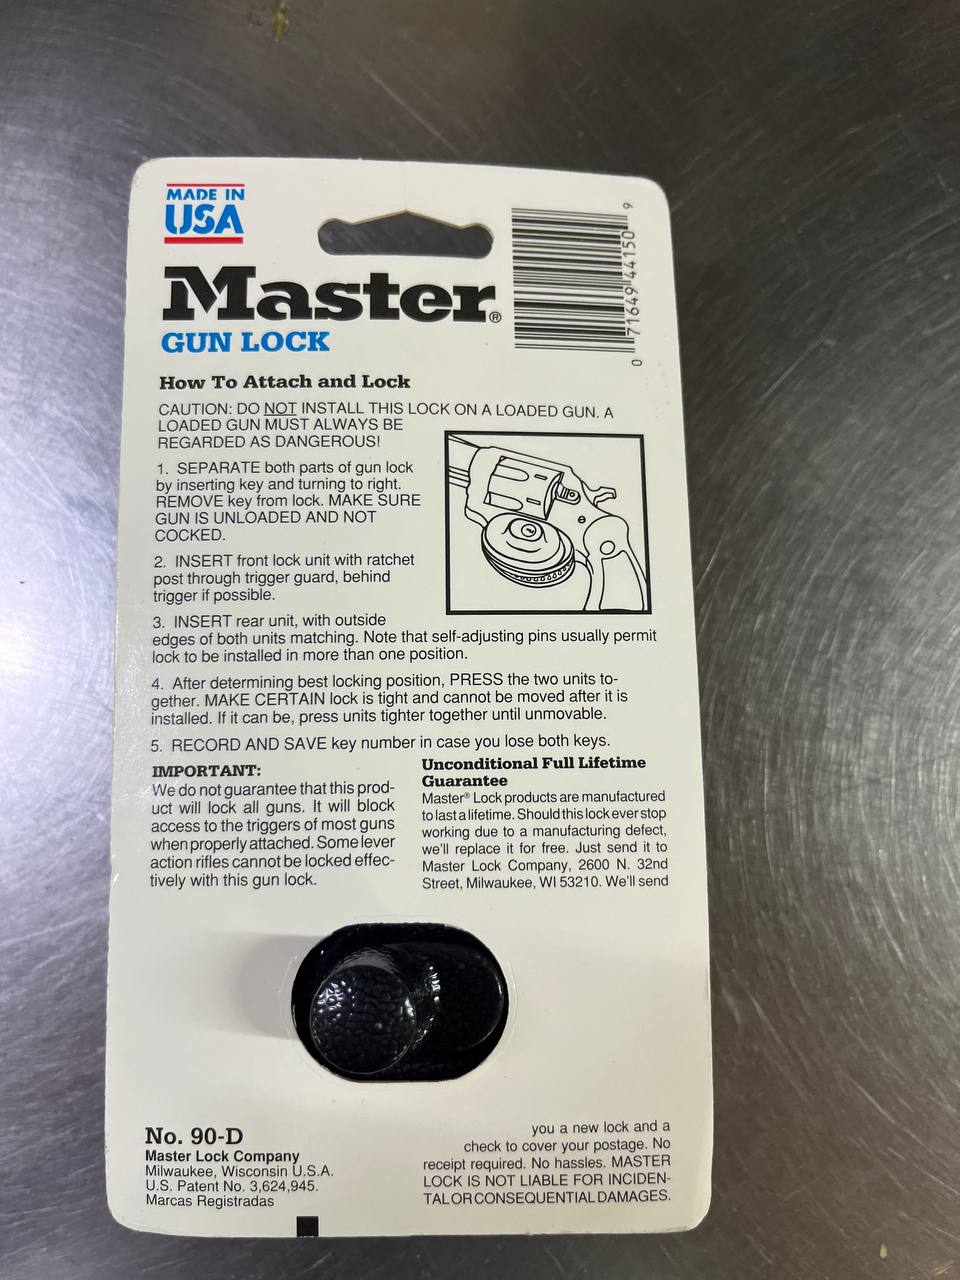 MADE IN
USA
Master®
GUN LOCK
0 71649 44150 9
How To Attach and Lock
CAUTION: DO NOT INSTALL THIS LOCK ON A LOADED GUN. A
LOADED GUN MUST ALWAYS BE
REGARDED AS DANGEROUS!
1. SEPARATE both parts of gun lock
by inserting key and turning to right.
REMOVE key from lock. MAKE SURE
GUN IS UNLOADED AND NOT
COCKED.
2. INSERT front lock unit with ratchet
post through trigger guard, behind
trigger if possible.
3. INSERT rear unit, with outside
edges of both units matching. Note that self-adjusting pins usually permit
lock to be installed in more than one position.
4. After determining best locking position, PRESS the two units to-
gether. MAKE CERTAIN lock is tight and cannot be moved after it is
installed. If it can be, press units tighter together until unmovable.
5. RECORD AND SAVE key number in case you lose both keys.
IMPORTANT:
We do not guarantee that this prod-
uct will lock all guns. It will block
access to the triggers of most guns
when properly attached. Some lever
action rifles cannot be locked effec-
tively with this gun lock.
Unconditional Full Lifetime
Guarantee
Master® Lock products are manufactured
to last a lifetime. Should this lock ever stop
working due to a manufacturing defect,
we'll replace it for free. Just send it to
Master Lock Company, 2600 N. 32nd
Street, Milwaukee, WI 53210. We'll send
you a new lock and a
check to cover your postage. No
receipt required. No hassles. MASTER
LOCK IS NOT LIABLE FOR INCIDEN-
TAL OR CONSEQUENTIAL DAMAGES.
No. 90-D
Master Lock Company
Milwaukee, Wisconsin U.S.A.
U.S. Patent No. 3,624,945.
Marcas Registradas